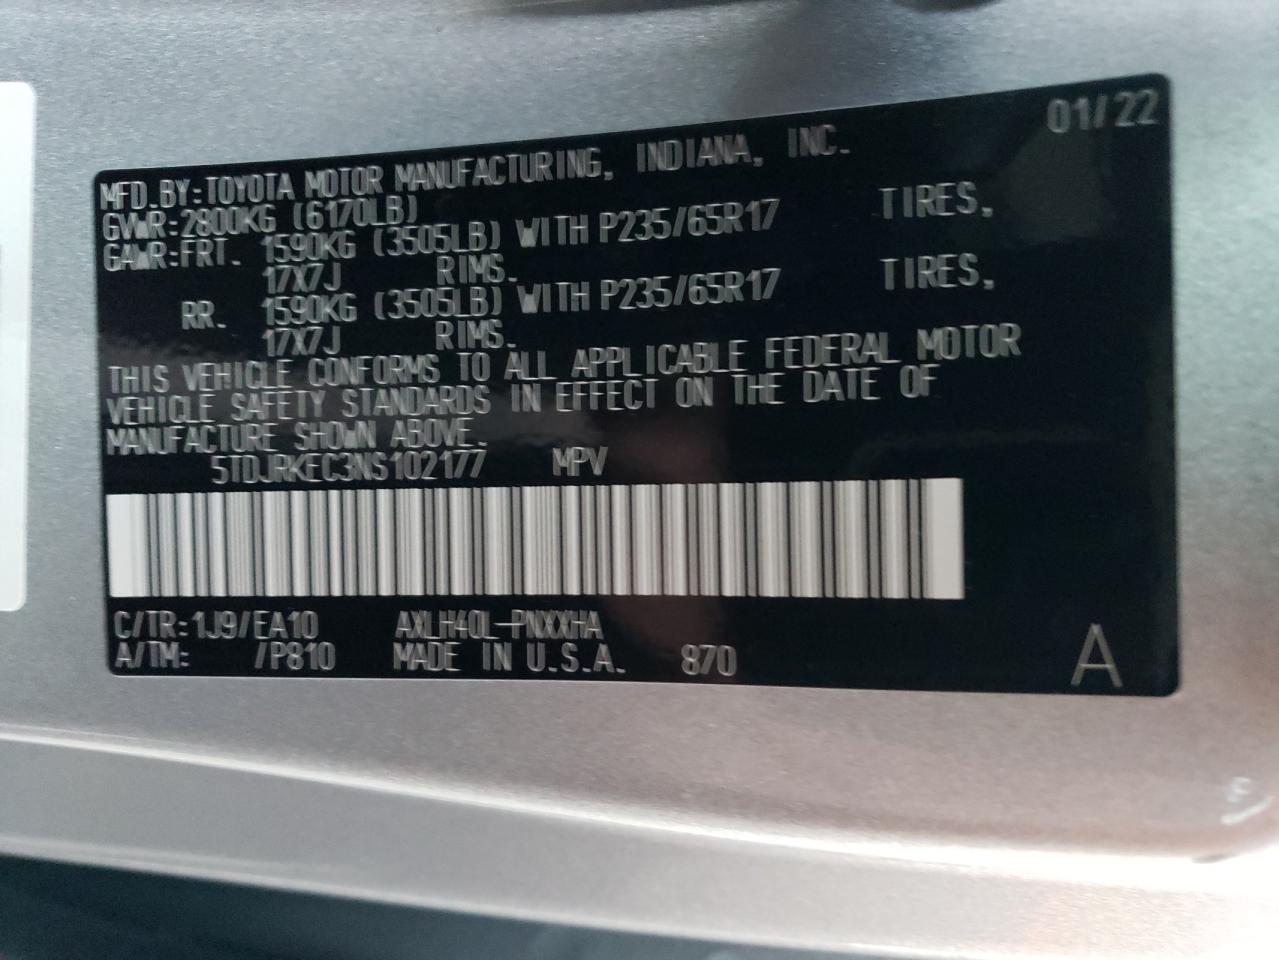 01/22
MFD.BY:TOYOTA MOTOR MANUFACTURING, INDIANA, INC.
GVWR:2800KG (6170LB)
GAWR:FRT. 1590KG (3505LB) WITH P235/65R17 TIRES,
17X7J RIMS.
RR. 1590KG (3505LB) WITH P235/65R17 TIRES,
17X7J RIMS.
THIS VEHICLE CONFORMS TO ALL APPLICABLE FEDERAL MOTOR
VEHICLE SAFETY STANDARDS IN EFFECT ON THE DATE OF
MANUFACTURE SHOWN ABOVE.
5TDJRKEC3NS102177 MPV
C/TR:1J9/EA10 AXLH40L-PNXXHA
A/TM: /P810 MADE IN U.S.A. 870
A